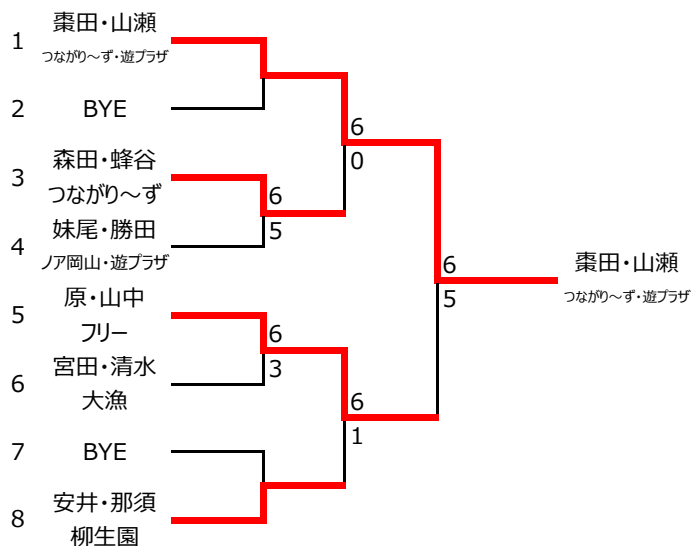 1
棗田・山瀬
つながり～ず・遊プラザ
2
BYE
6
0
3
森田・蜂谷
つながり～ず
6
5
4
妹尾・勝田
ノア岡山・遊プラザ
6
5
棗田・山瀬
つながり～ず・遊プラザ
5
原・山中
フリー
6
3
6
宮田・清水
大漁
6
1
7
BYE
8
安井・那須
柳生園